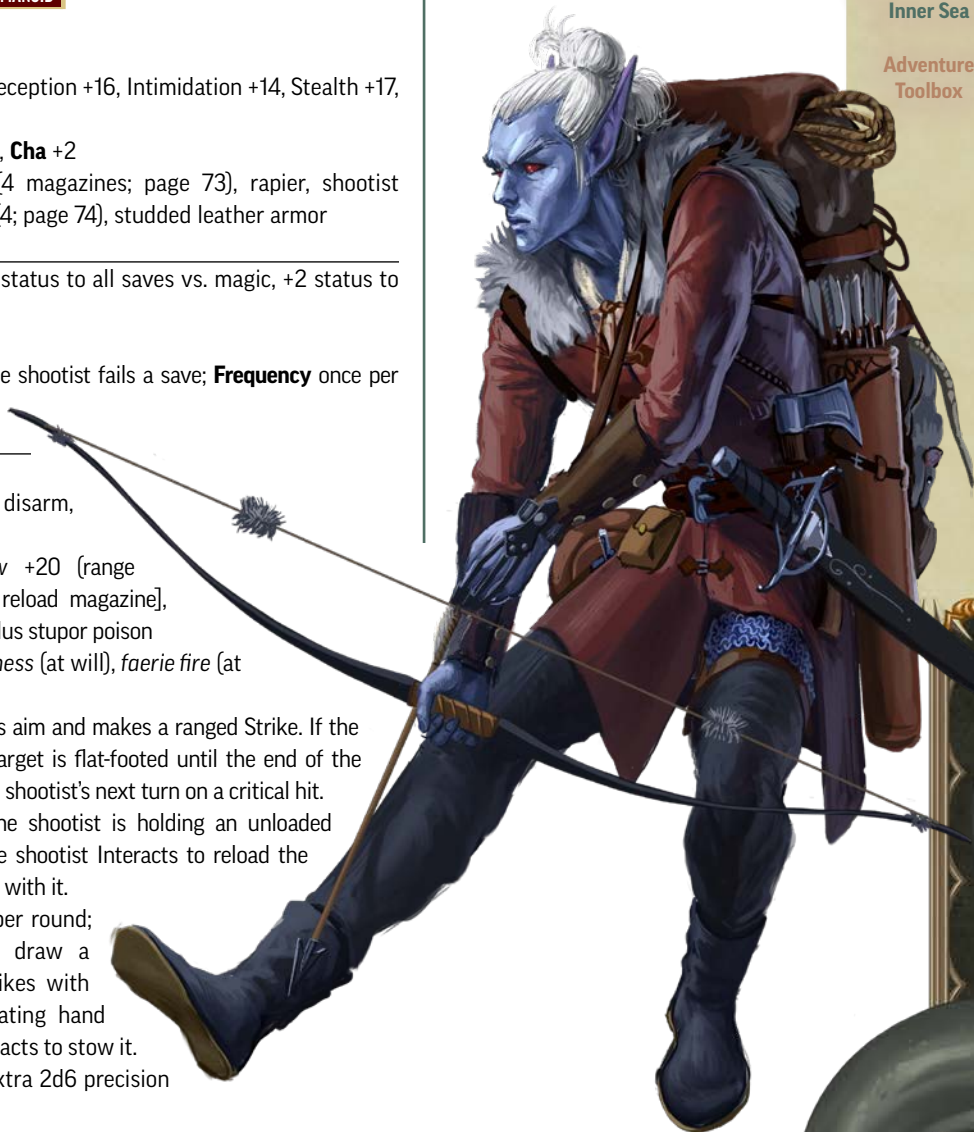 Inner Sea
Adventure
Toolbox
eception +16, Intimidation +14, Stealth +17,
, Cha +2
(4 magazines; page 73), rapier, shootist
(4; page 74), studded leather armor
status to all saves vs. magic, +2 status to
e shootist fails a save; Frequency once per
disarm,
w +20 (range
reload magazine],
lus stupor poison
ness (at will), faerie fire (at
s aim and makes a ranged Strike. If the
arget is flat-footed until the end of the
shootist’s next turn on a critical hit.
he shootist is holding an unloaded
e shootist Interacts to reload the
with it.
per round;
draw a
ikes with
ating hand
acts to stow it.
xtra 2d6 precision